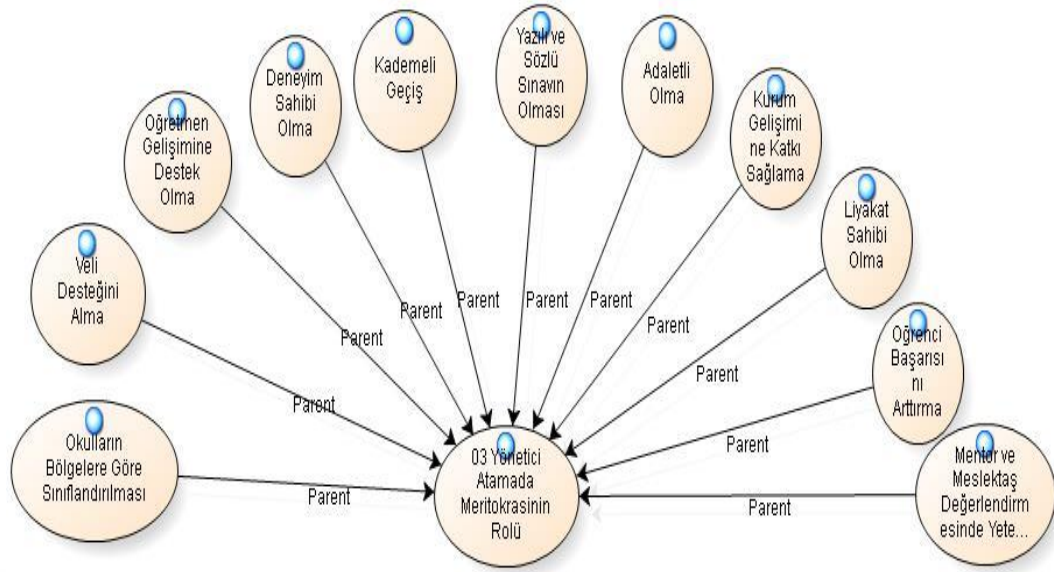 Okulların
Bölgelere Göre
Sınıflandırılması
Veli
Desteğini
Alma
Öğretmen
Gelişimine
Destek
Olma
Deneyim
Sahibi
Olma
Kademeli
Geçiş
Yazılı ve
Sözlü
Sınavın
Olması
Adaletli
Olma
Kurum
Gelişimi
ne Katkı
Sağlama
Liyakat
Sahibi
Olma
Öğrenci
Başarısı
nı
Arttırma
Mentor ve
Meslektaş
Değerlendirm
esinde Yete...
Parent
Parent
Parent
Parent
Parent
Parent
Parent
Parent
Parent
Parent
Parent
03 Yönetici
Atamada
Meritokrasinin
Rolü